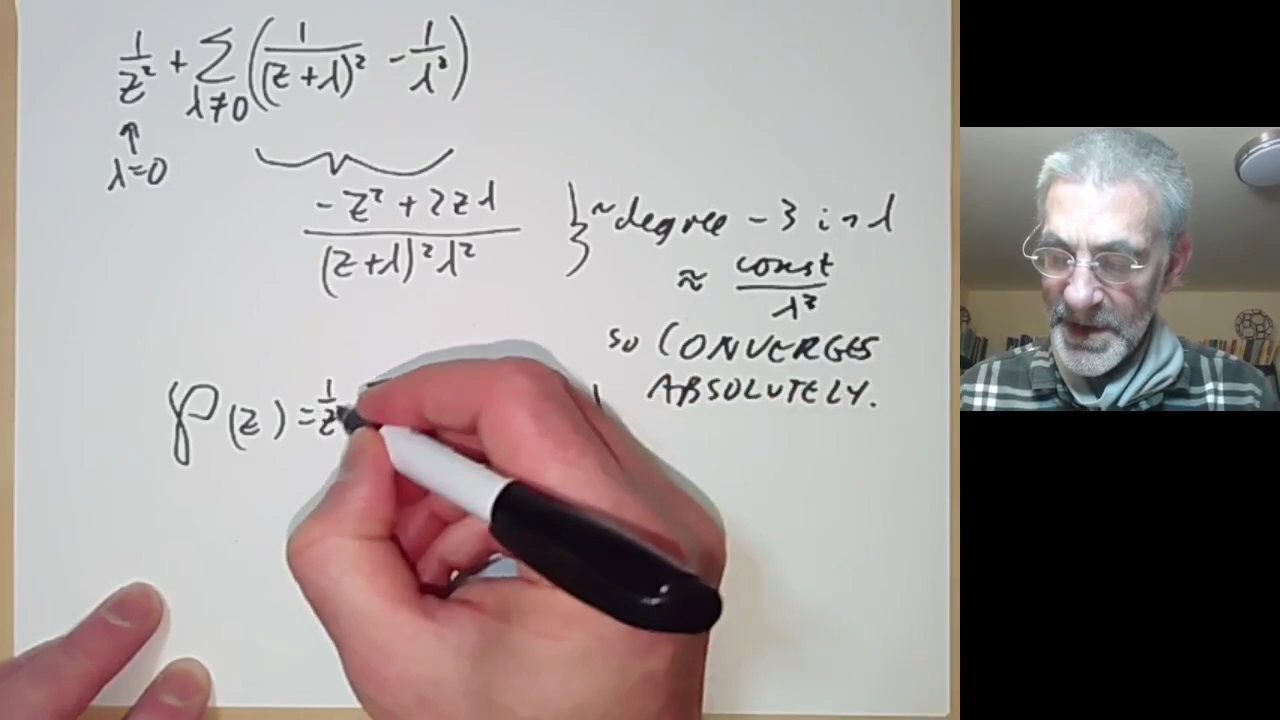 1/z² + Σ_{λ≠0} (1/(z+λ)² − 1/λ²)
↑
λ=0
−z² + 2zλ / (z+λ)²λ² } ~degree −3 in λ
≈ const/λ³
so CONVERGES
ABSOLUTELY.
℘(z) = 1/z